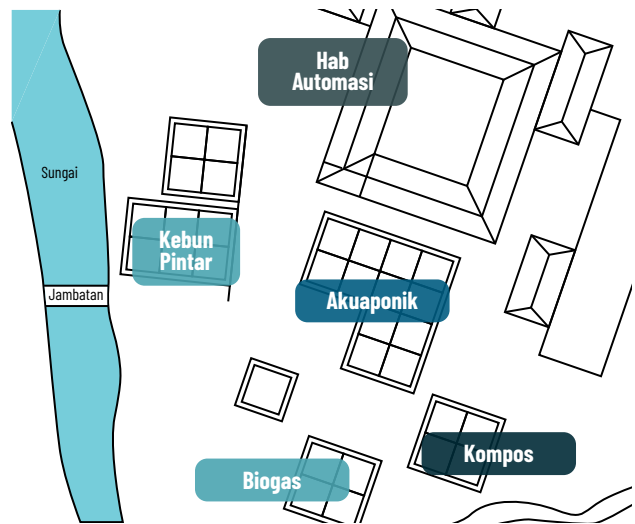 Hab
Automasi
Sungai
Kebun
Pintar
Jambatan
Akuaponik
Kompos
Biogas